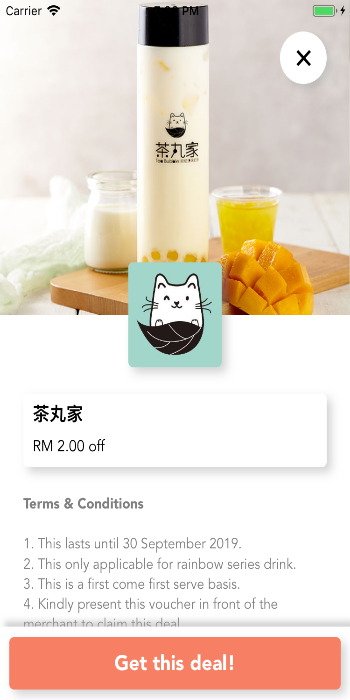 Carrier
PM
茶丸家
茶丸家
RM 2.00 off
Terms & Conditions
1. This lasts until 30 September 2019.
2. This only applicable for rainbow series drink.
3. This is a first come first serve basis.
4. Kindly present this voucher in front of the
merchant to claim this deal
Get this deal!